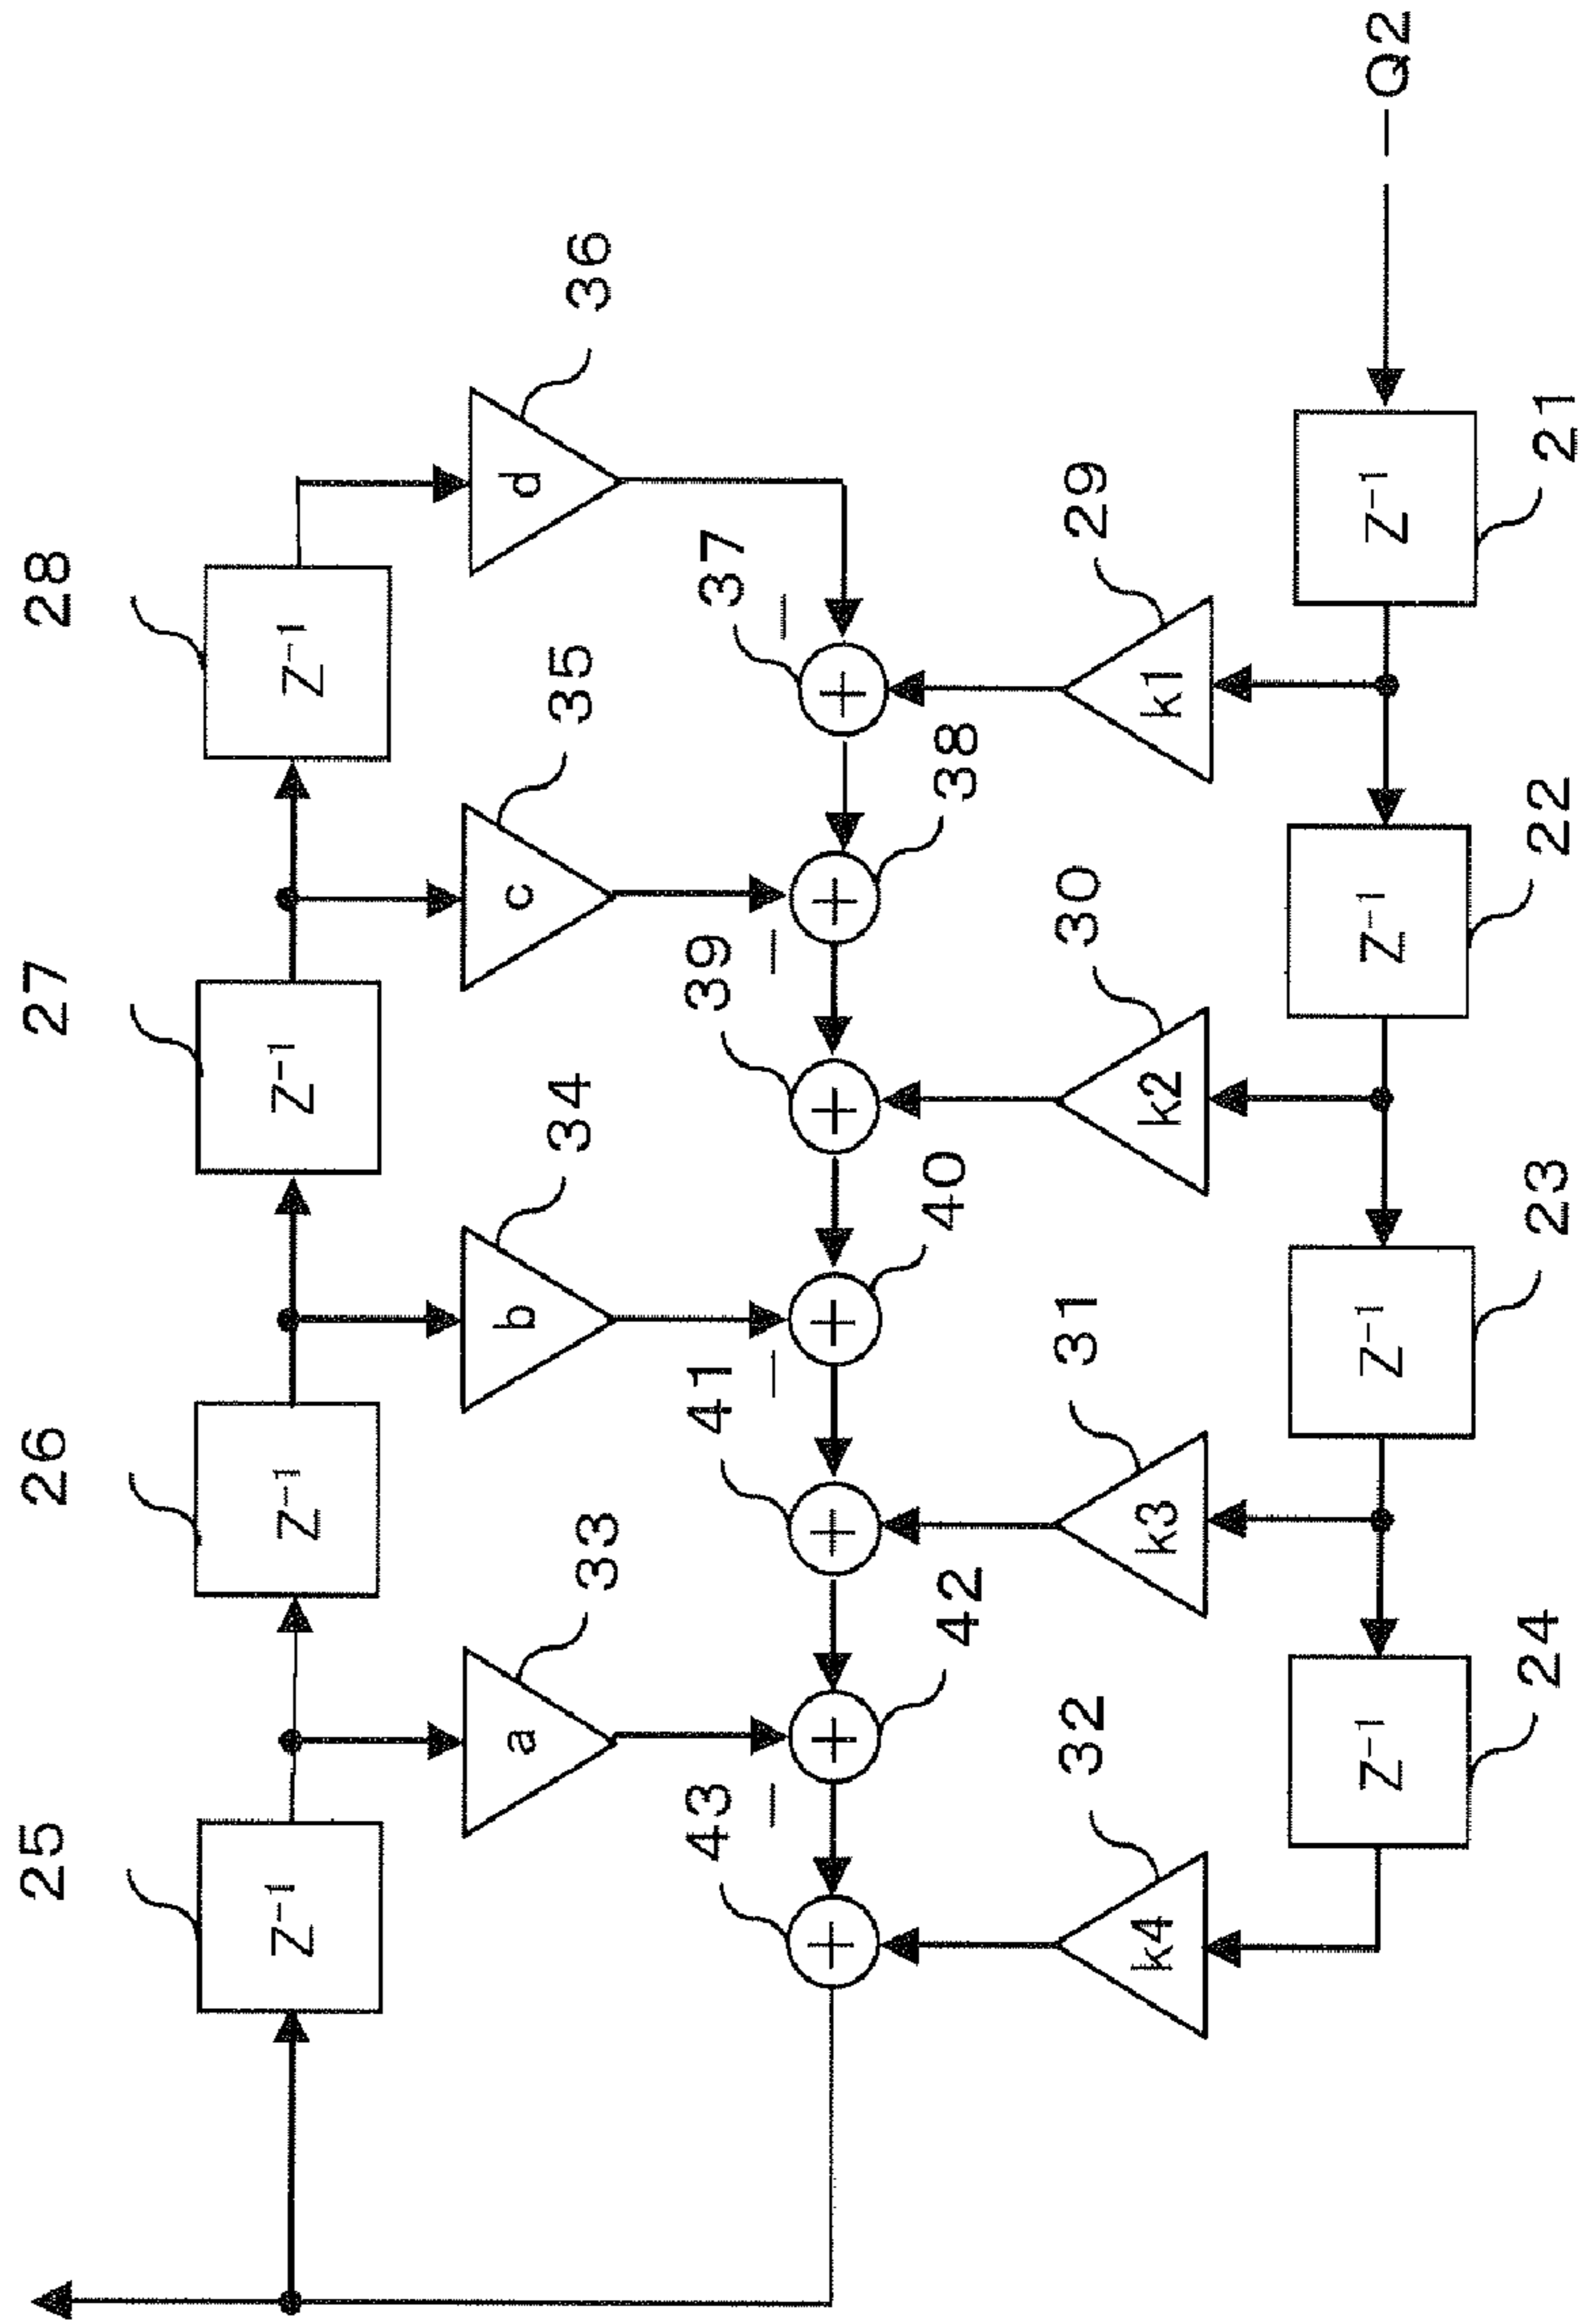 25 26 27 28
Z⁻¹ Z⁻¹ Z⁻¹ Z⁻¹
33 34 35 36
a b c d
43 41 39 37
– – – –
+ + + + + + +
42 40 38
32 31 30 29
k4 k3 k2 k1
Z⁻¹ Z⁻¹ Z⁻¹ Z⁻¹ –Q2
24 23 22 21